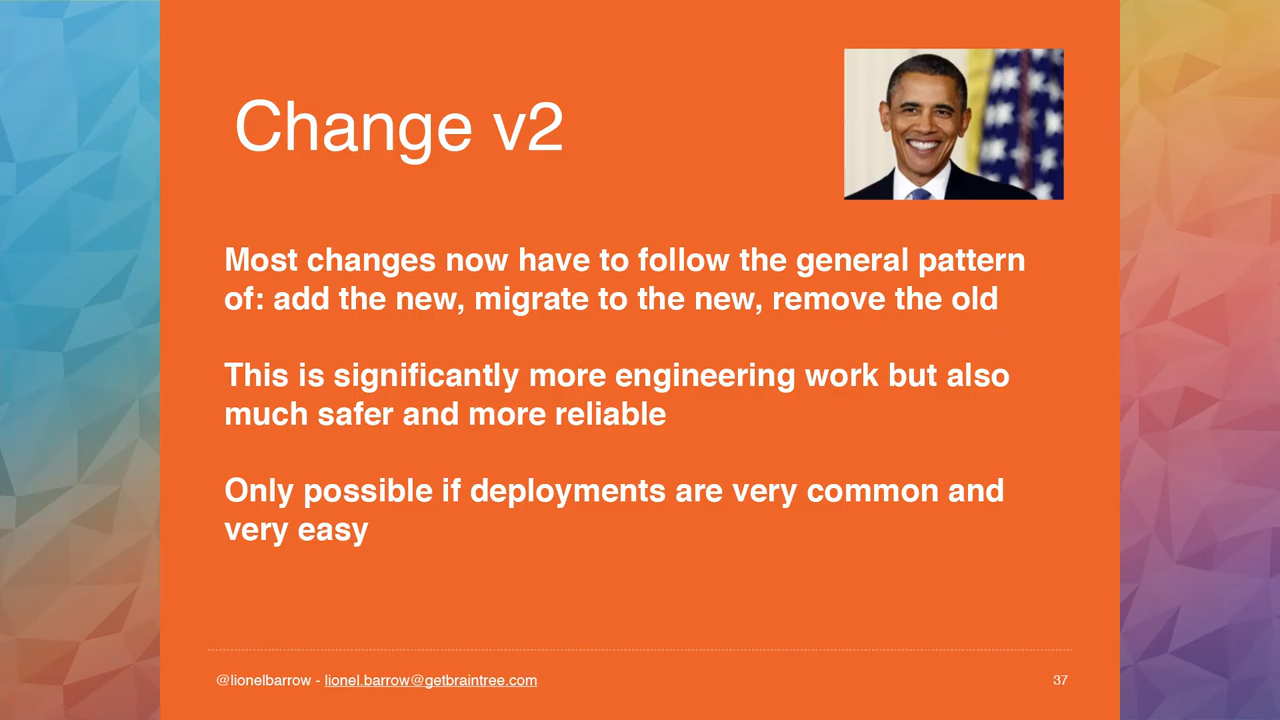 Change v2
Most changes now have to follow the general pattern
of: add the new, migrate to the new, remove the old
This is significantly more engineering work but also
much safer and more reliable
Only possible if deployments are very common and
very easy
@lionelbarrow - lionel.barrow@getbraintree.com
37